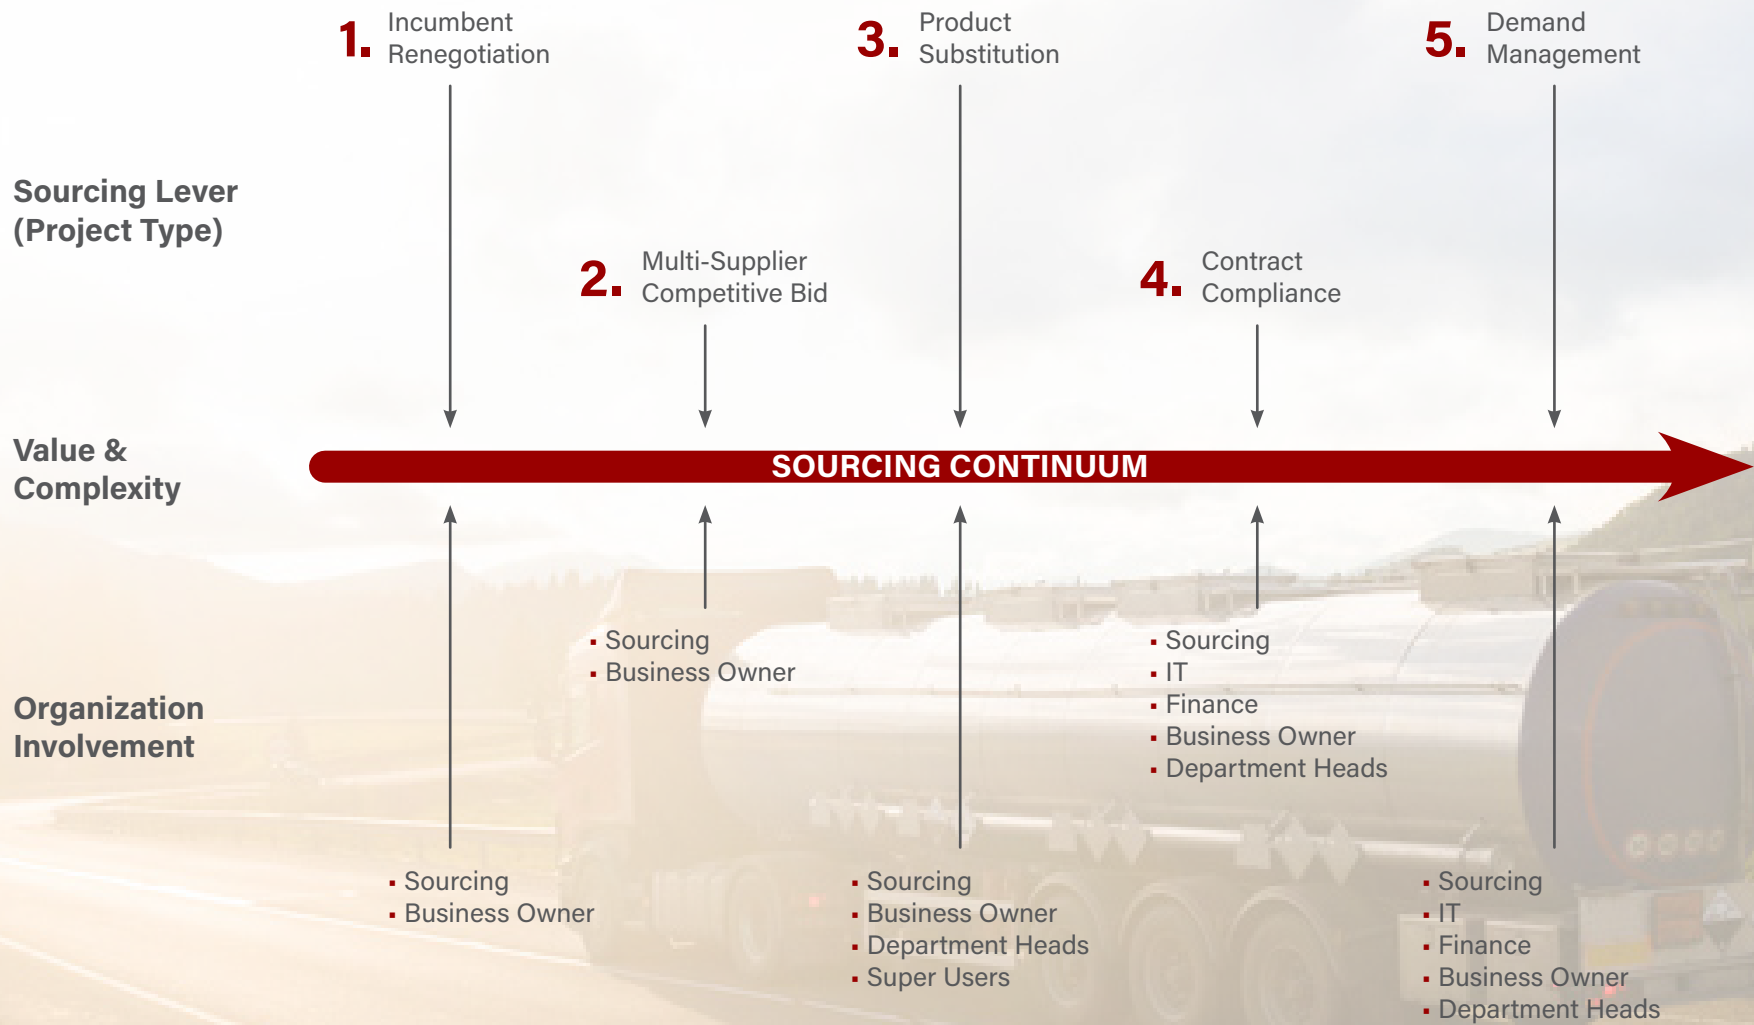 1. Incumbent
Renegotiation
3. Product
Substitution
5. Demand
Management
Sourcing Lever
(Project Type)
2. Multi-Supplier
Competitive Bid
4. Contract
Compliance
Value &
Complexity
SOURCING CONTINUUM
Organization
Involvement
▪ Sourcing
▪ Business Owner
▪ Sourcing
▪ Business Owner
▪ Sourcing
▪ Business Owner
▪ Department Heads
▪ Super Users
▪ Sourcing
▪ IT
▪ Finance
▪ Business Owner
▪ Department Heads
▪ Sourcing
▪ IT
▪ Finance
▪ Business Owner
▪ Department Heads